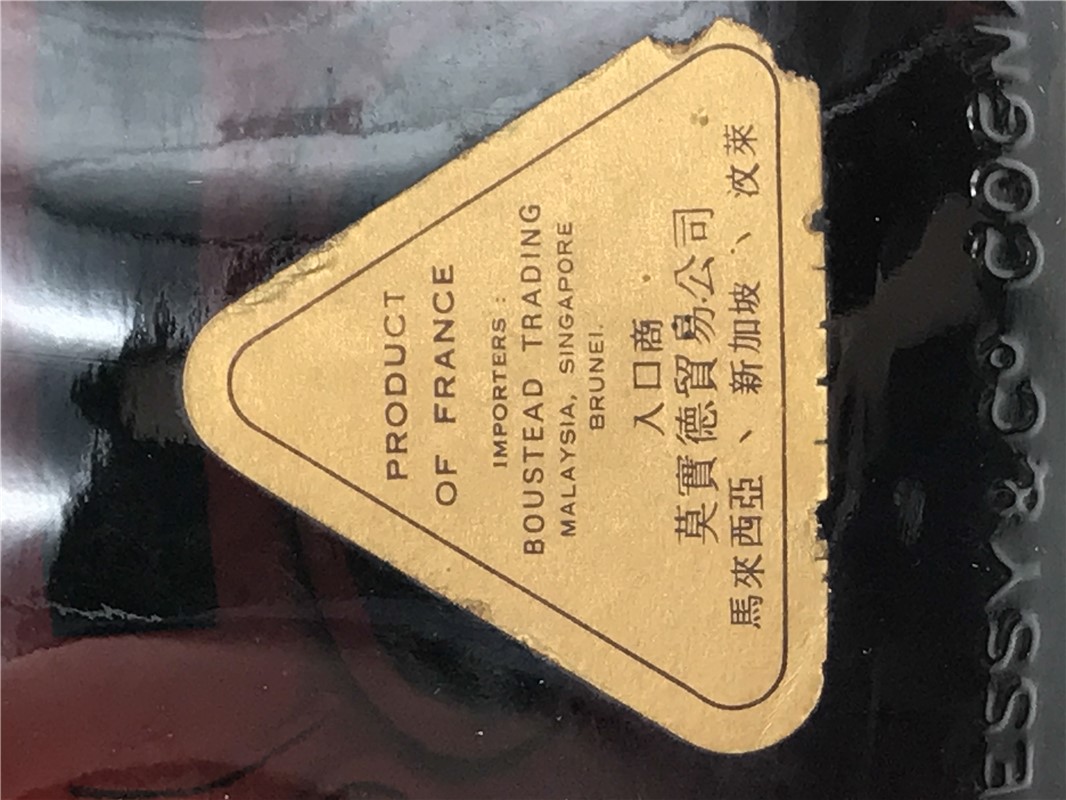 PRODUCT
OF FRANCE
IMPORTERS:
BOUSTEAD TRADING
MALAYSIA, SINGAPORE
BRUNEI.
入口商
莫實德貿易公司
馬來西亞、新加坡、汶萊
ESSY & Co COGN